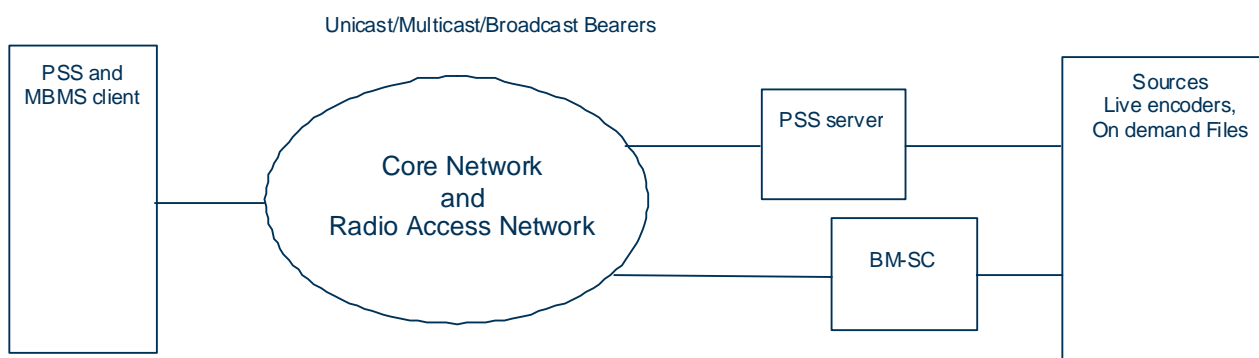 Unicast/Multicast/Broadcast Bearers
PSS and
MBMS client
Core Network
and
Radio Access Network
PSS server
BM-SC
Sources
Live encoders,
On demand Files